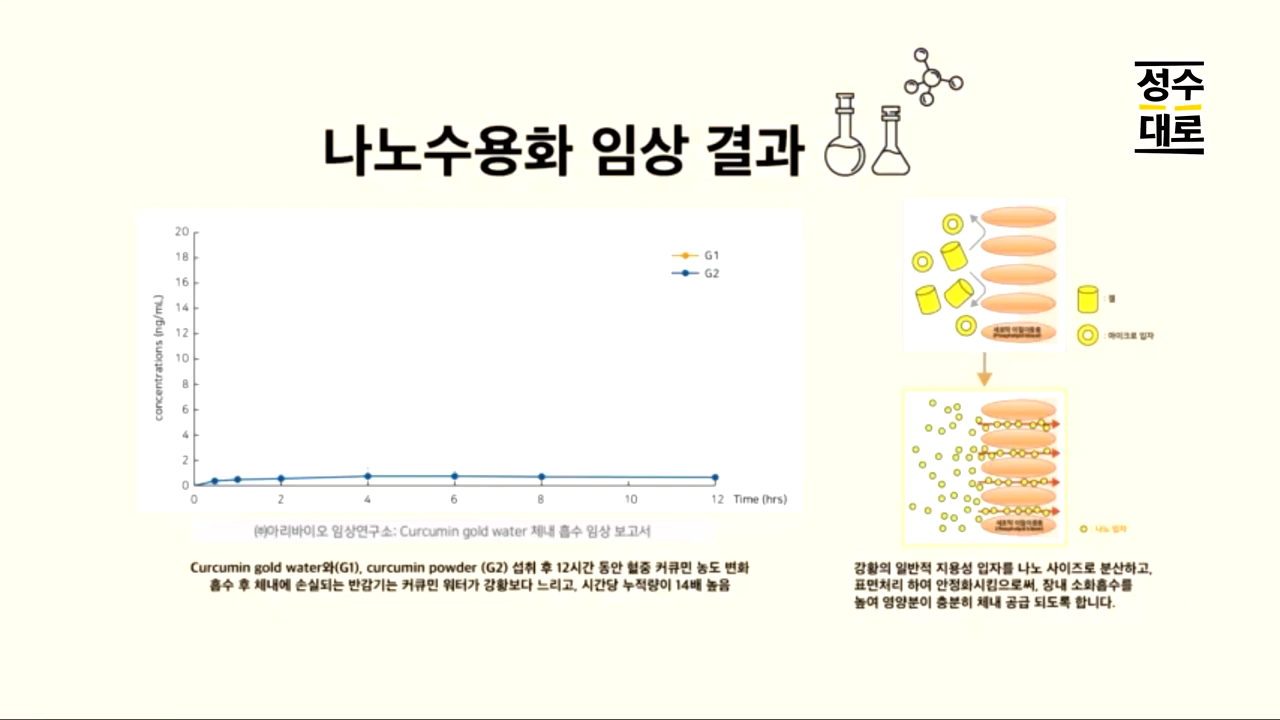 성수
대로
나노수용화 임상 결과
20
18
16
14
12
10
8
6
4
2
0
concentrations (ng/mL)
G1
G2
0
2
4
6
8
10
12
Time (hrs)
㈜아리바이오 임상연구소: Curcumin gold water 체내 흡수 임상 보고서
Curcumin gold water와(G1), curcumin powder (G2) 섭취 후 12시간 동안 혈중 커큐민 농도 변화
흡수 후 체내에 손실되는 반감기는 커큐민 워터가 강황보다 느리고, 시간당 누적량이 14배 높음
: 마이크로 입자
: 나노 입자
강황의 일반적 지용성 입자를 나노 사이즈로 분산하고,
표면처리 하여 안정화시킴으로써, 장내 소화흡수를
높여 영양분이 충분히 체내 공급 되도록 합니다.